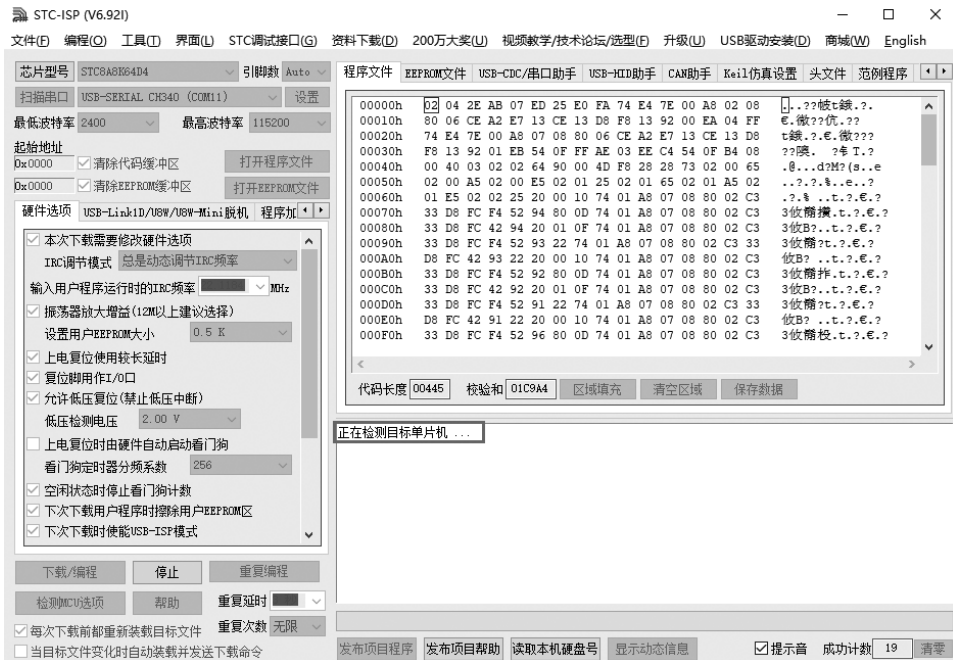 STC-ISP (V6.92I)
文件(F) 编程(O) 工具(T) 界面(L) STC调试接口(G) 资料下载(D) 200万大奖(U) 视频教学/技术论坛/选型(F) 升级(U) USB驱动安装(D) 商城(W) English
芯片型号 STC8A8K64D4 引脚数 Auto
扫描串口 USB-SERIAL CH340 (COM11) 设置
最低波特率 2400 最高波特率 115200
起始地址
0x0000 清除代码缓冲区 打开程序文件
0x0000 清除EEPROM缓冲区 打开EEPROM文件
硬件选项 USB-Link1D/U8W/U8W-Mini脱机 程序加
本次下载需要修改硬件选项
IRC调节模式 总是动态调节IRC频率
输入用户程序运行时的IRC频率 MHz
振荡器放大增益(12M以上建议选择)
设置用户EEPROM大小 0.5 K
上电复位使用较长延时
复位脚用作I/O口
允许低压复位(禁止低压中断)
低压检测电压 2.00 V
上电复位时由硬件自动启动看门狗
看门狗定时器分频系数 256
空闲状态时停止看门狗计数
下次下载用户程序时擦除用户EEPROM区
下次下载时使能USB-ISP模式
下载/编程 停止 重复编程
检测MCU选项 帮助 重复延时
每次下载前都重新装载目标文件 重复次数 无限
当目标文件变化时自动装载并发送下载命令
程序文件 EEPROM文件 USB-CDC/串口助手 USB-HID助手 CAN助手 Keil仿真设置 头文件 范例程序
00000h 02 04 2E AB 07 ED 25 E0 FA 74 E4 7E 00 A8 02 08
00010h 80 06 CE A2 E7 13 CE 13 D8 F8 13 92 00 EA 04 FF
00020h 74 E4 7E 00 A8 07 08 80 06 CE A2 E7 13 CE 13 D8
00030h F8 13 92 01 EB 54 0F FF AE 03 EE C4 54 0F B4 08
00040h 00 40 03 02 02 64 90 00 4D F8 28 28 73 02 00 65 .@...d?M?(s..e
00050h 02 00 A5 02 00 E5 02 01 25 02 01 65 02 01 A5 02
00060h 01 E5 02 02 25 20 00 10 74 01 A8 07 08 80 02 C3
00070h 33 D8 FC F4 52 94 80 0D 74 01 A8 07 08 80 02 C3
00080h 33 D8 FC 42 94 20 01 0F 74 01 A8 07 08 80 02 C3
00090h 33 D8 FC F4 52 93 22 74 01 A8 07 08 80 02 C3 33
000A0h D8 FC 42 93 22 20 00 10 74 01 A8 07 08 80 02 C3
000B0h 33 D8 FC F4 52 92 80 0D 74 01 A8 07 08 80 02 C3
000C0h 33 D8 FC 42 92 20 01 0F 74 01 A8 07 08 80 02 C3
000D0h 33 D8 FC F4 52 91 22 74 01 A8 07 08 80 02 C3 33
000E0h D8 FC 42 91 22 20 00 10 74 01 A8 07 08 80 02 C3
000F0h 33 D8 FC F4 52 96 80 0D 74 01 A8 07 08 80 02 C3
代码长度 00445 校验和 01C9A4 区域填充 清空区域 保存数据
正在检测目标单片机 ...
发布项目程序 发布项目帮助 读取本机硬盘号 显示动态信息 提示音 成功计数 19 清零